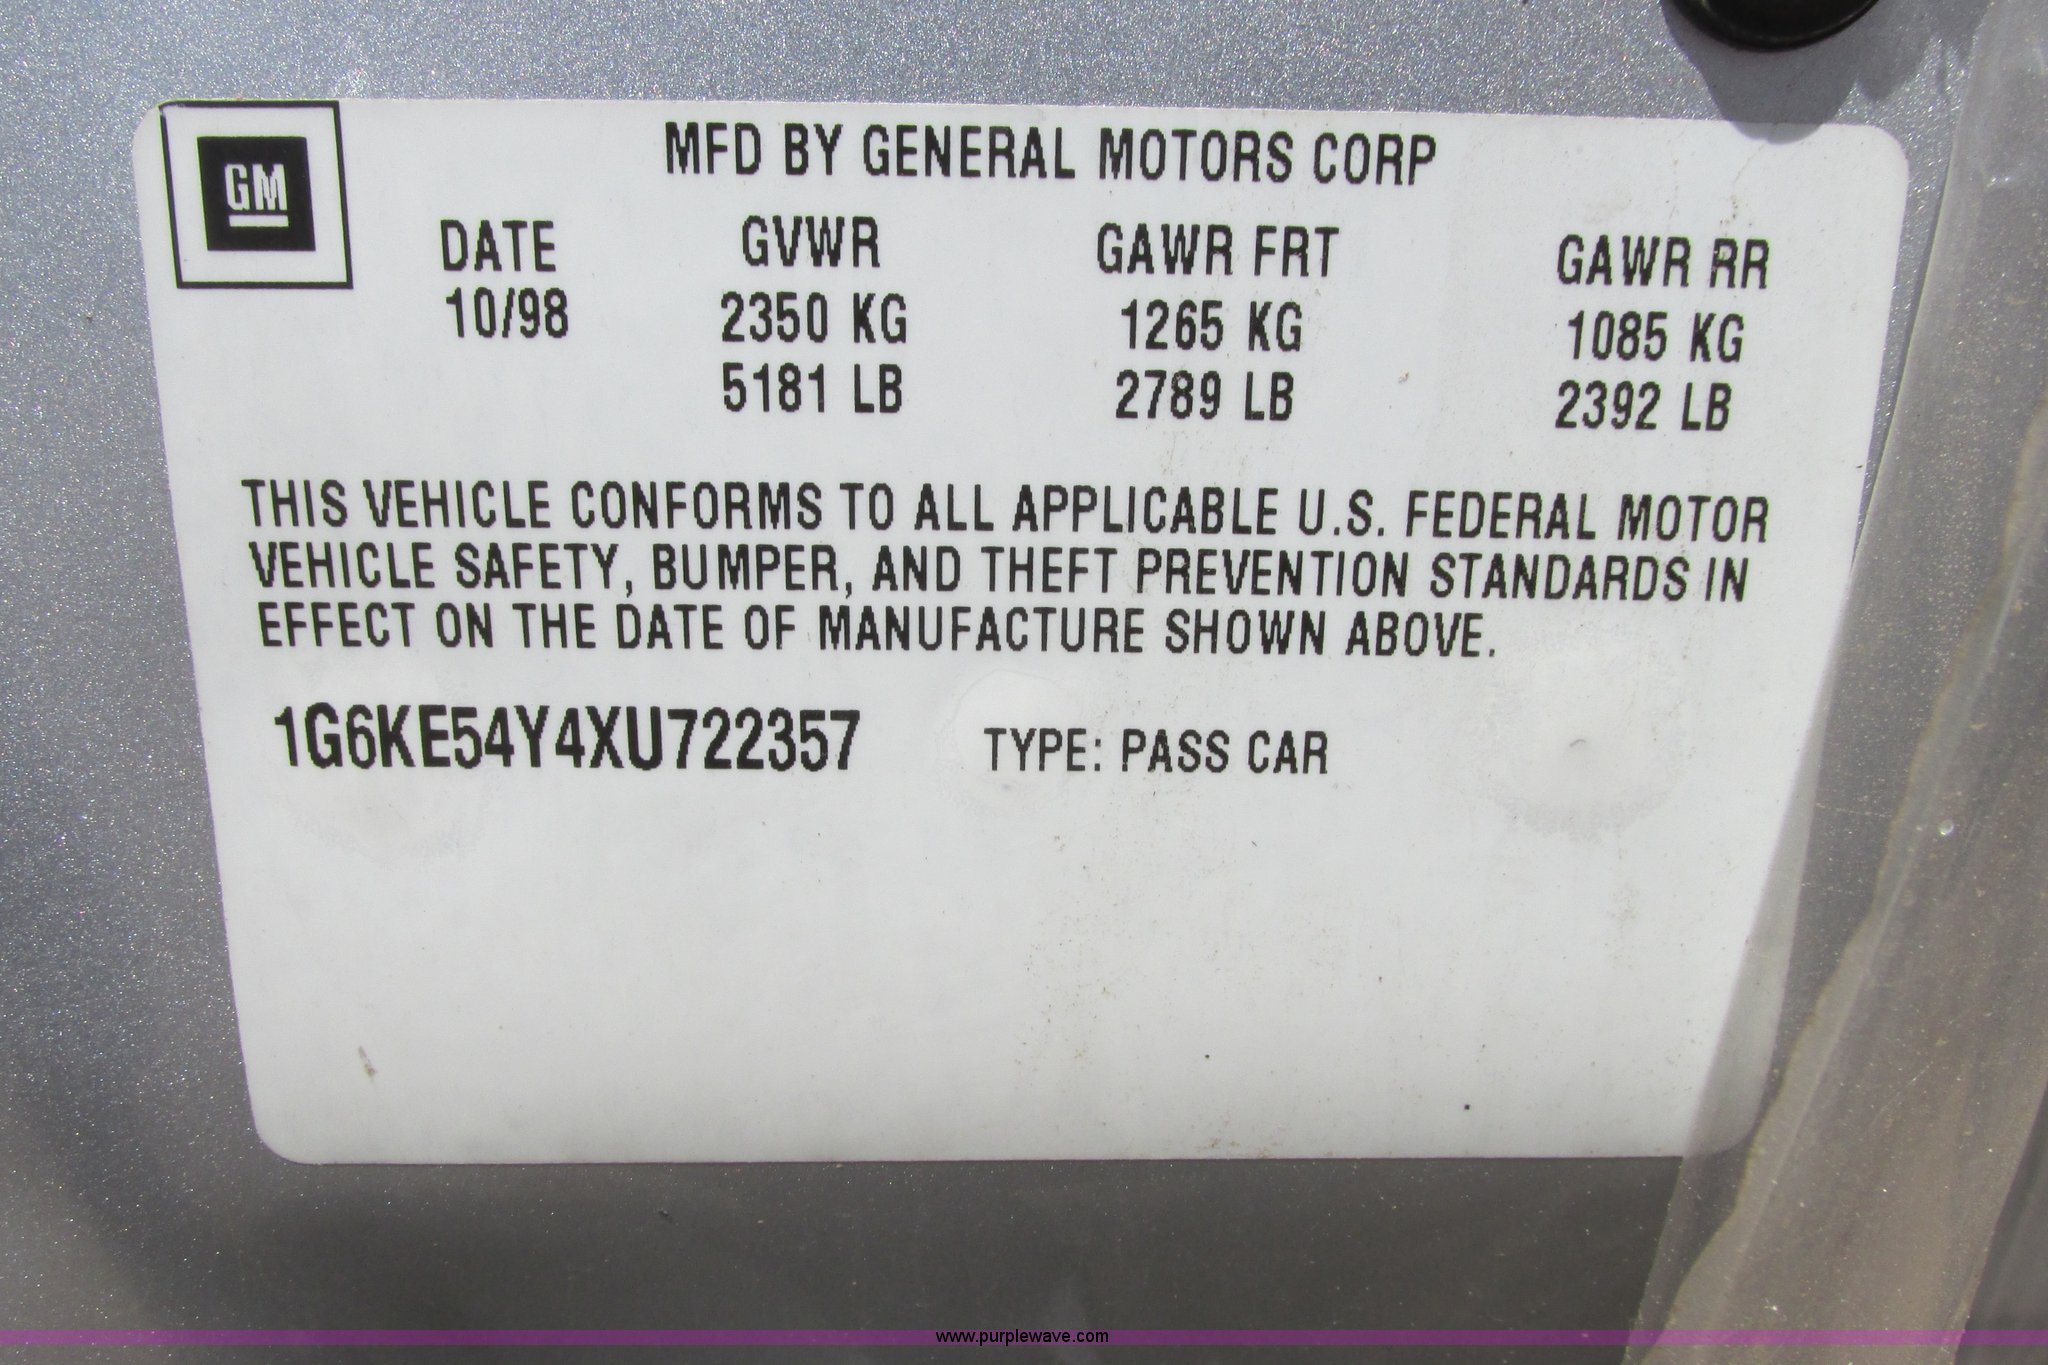 GM
MFD BY GENERAL MOTORS CORP
DATE GVWR GAWR FRT GAWR RR
10/98 2350 KG 1265 KG 1085 KG
5181 LB 2789 LB 2392 LB
THIS VEHICLE CONFORMS TO ALL APPLICABLE U.S. FEDERAL MOTOR
VEHICLE SAFETY, BUMPER, AND THEFT PREVENTION STANDARDS IN
EFFECT ON THE DATE OF MANUFACTURE SHOWN ABOVE.
1G6KE54Y4XU722357 TYPE: PASS CAR
www.purplewave.com